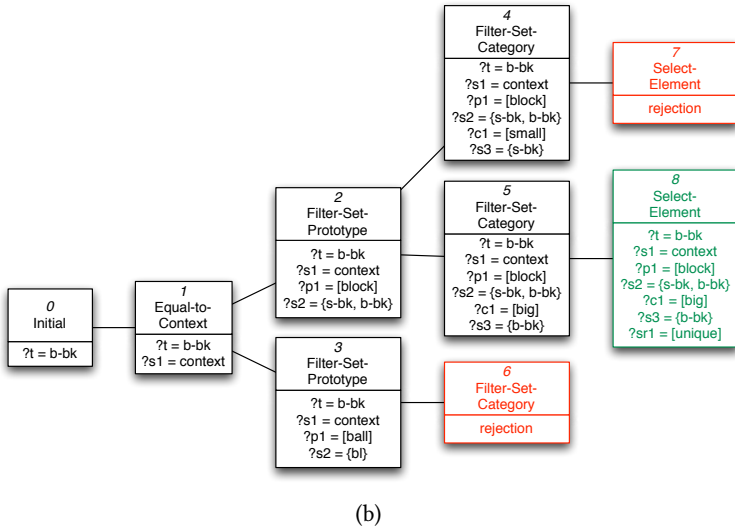 0
Initial
?t = b-bk
1
Equal-to-
Context
?t = b-bk
?s1 = context
2
Filter-Set-
Prototype
?t = b-bk
?s1 = context
?p1 = [block]
?s2 = {s-bk, b-bk}
3
Filter-Set-
Prototype
?t = b-bk
?s1 = context
?p1 = [ball]
?s2 = {bl}
4
Filter-Set-
Category
?t = b-bk
?s1 = context
?p1 = [block]
?s2 = {s-bk, b-bk}
?c1 = [small]
?s3 = {s-bk}
5
Filter-Set-
Category
?t = b-bk
?s1 = context
?p1 = [block]
?s2 = {s-bk, b-bk}
?c1 = [big]
?s3 = {b-bk}
6
Filter-Set-
Category
rejection
7
Select-
Element
rejection
8
Select-
Element
?t = b-bk
?s1 = context
?p1 = [block]
?s2 = {s-bk, b-bk}
?c1 = [big]
?s3 = {b-bk}
?sr1 = [unique]
(b)